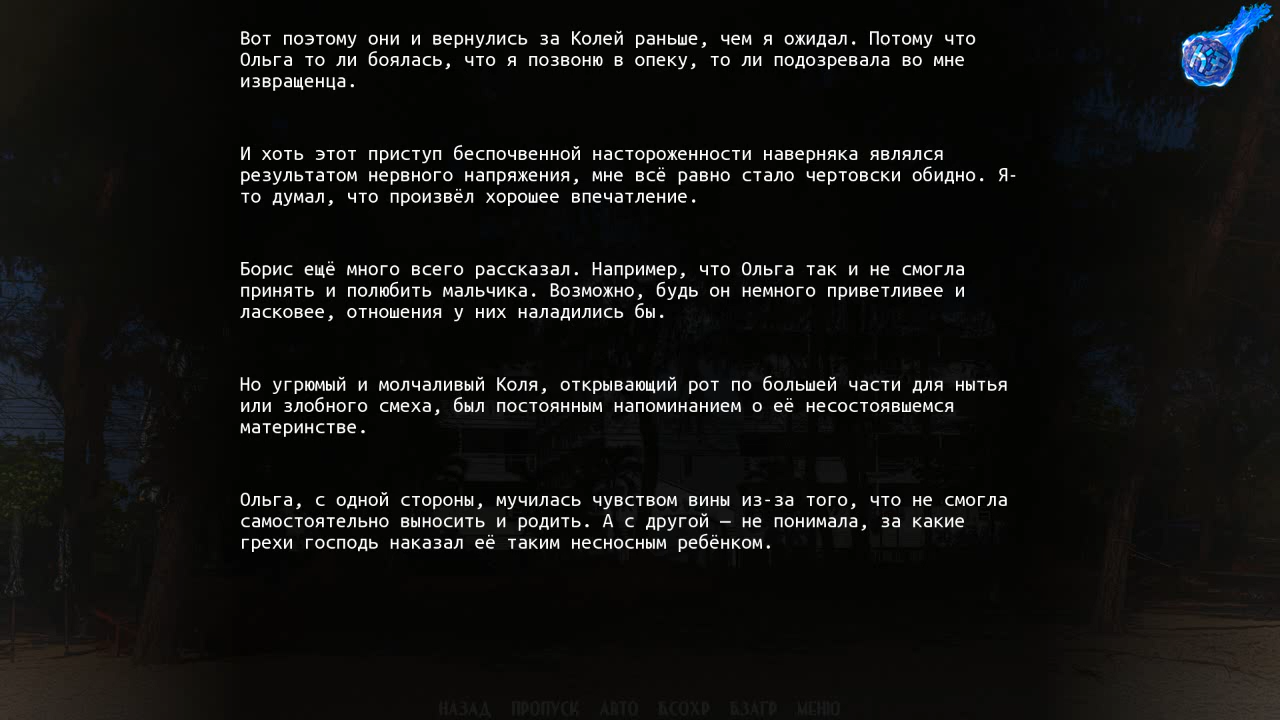 Вот поэтому они и вернулись за Колей раньше, чем я ожидал. Потому что
Ольга то ли боялась, что я позвоню в опеку, то ли подозревала во мне
извращенца.
И хоть этот приступ беспочвенной настороженности наверняка являлся
результатом нервного напряжения, мне всё равно стало чертовски обидно. Я-
то думал, что произвёл хорошее впечатление.
Борис ещё много всего рассказал. Например, что Ольга так и не смогла
принять и полюбить мальчика. Возможно, будь он немного приветливее и
ласковее, отношения у них наладились бы.
Но угрюмый и молчаливый Коля, открывающий рот по большей части для нытья
или злобного смеха, был постоянным напоминанием о её несостоявшемся
материнстве.
Ольга, с одной стороны, мучилась чувством вины из-за того, что не смогла
самостоятельно выносить и родить. А с другой — не понимала, за какие
грехи господь наказал её таким несносным ребёнком.
НАЗАД ПРОПУСК АВТО БСОХР БЗАГР МЕНЮ